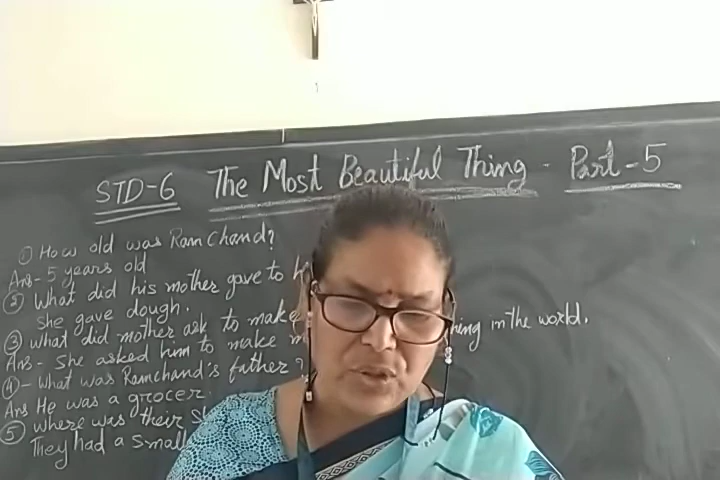 STD-6 The Most Beautiful Thing - Part-5
① How old was RamChand?
Ans- 5 years old
② What did his mother gave to
She gave dough.
③ What did mother ask to make
Ans- She asked him to make in the world.
④ - What was Ramchand's father?
Ans He was a grocer.
⑤ where was their
They had a small